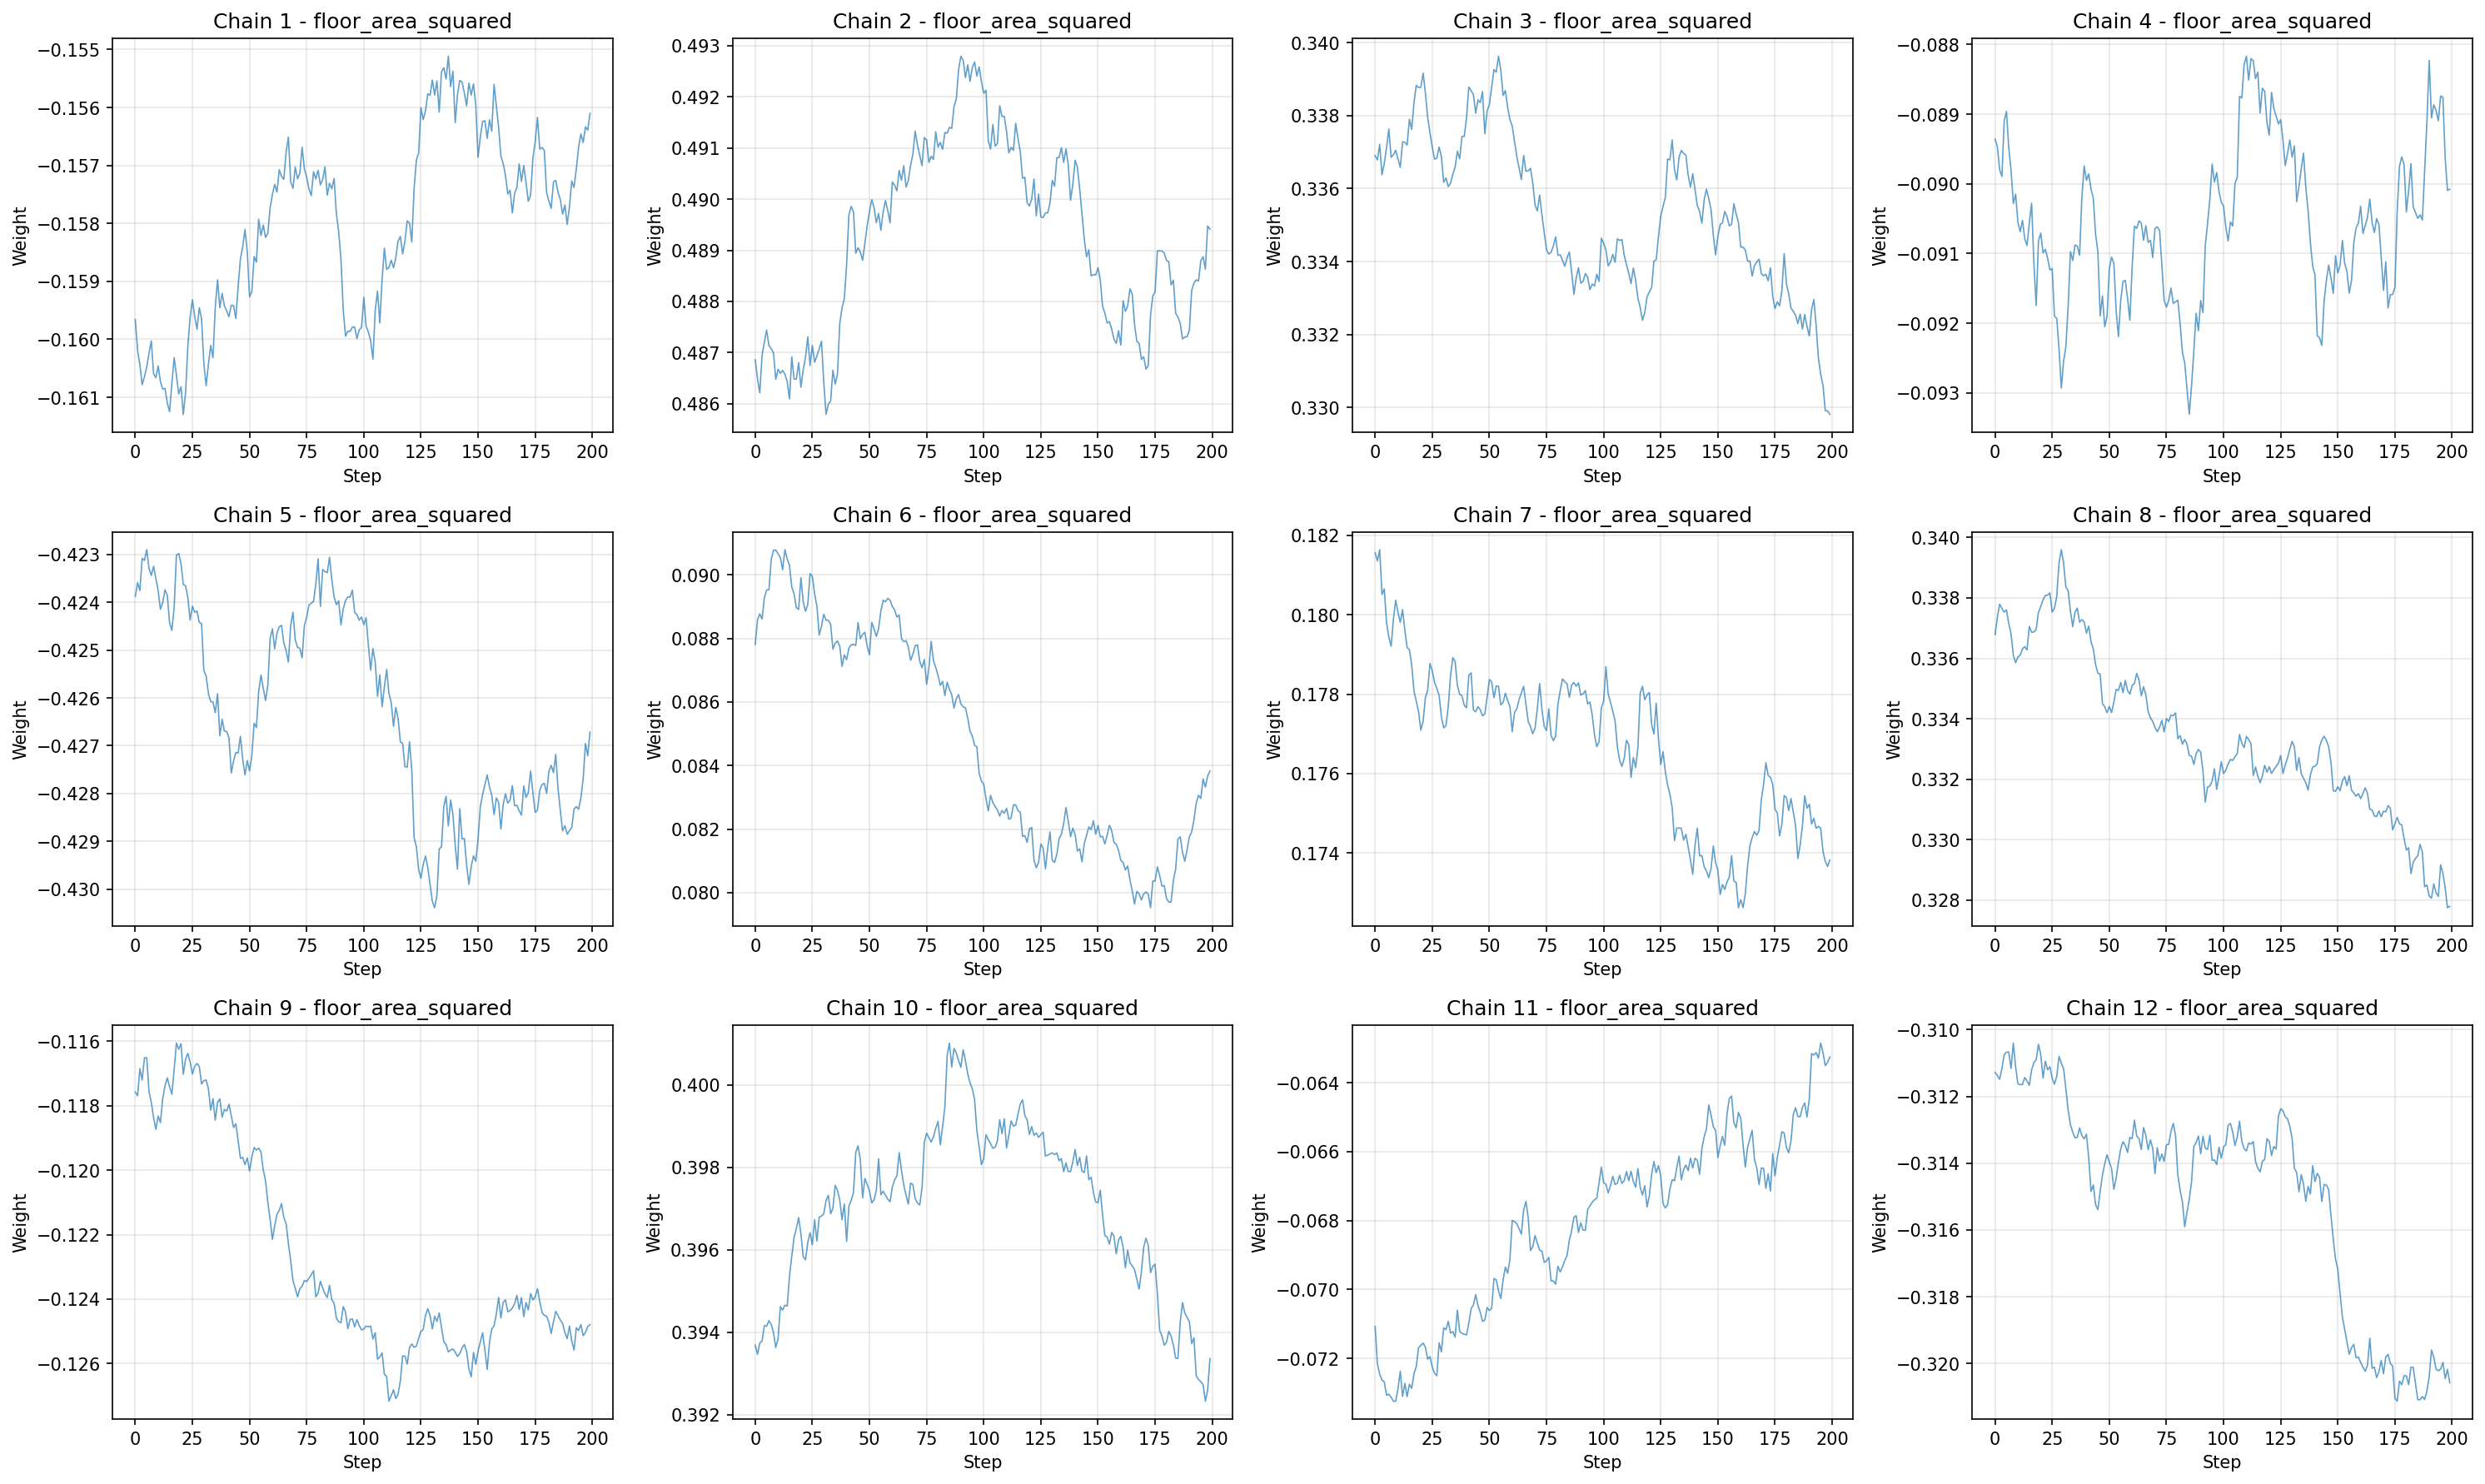 Chain 1 - floor_area_squared
Weight
−0.155
−0.156
−0.157
−0.158
−0.159
−0.160
−0.161
0 25 50 75 100 125 150 175 200
Step
Chain 2 - floor_area_squared
Weight
0.493
0.492
0.491
0.490
0.489
0.488
0.487
0.486
0 25 50 75 100 125 150 175 200
Step
Chain 3 - floor_area_squared
Weight
0.340
0.338
0.336
0.334
0.332
0.330
0 25 50 75 100 125 150 175 200
Step
Chain 4 - floor_area_squared
Weight
−0.088
−0.089
−0.090
−0.091
−0.092
−0.093
0 25 50 75 100 125 150 175 200
Step
Chain 5 - floor_area_squared
Weight
−0.423
−0.424
−0.425
−0.426
−0.427
−0.428
−0.429
−0.430
0 25 50 75 100 125 150 175 200
Step
Chain 6 - floor_area_squared
Weight
0.090
0.088
0.086
0.084
0.082
0.080
0 25 50 75 100 125 150 175 200
Step
Chain 7 - floor_area_squared
Weight
0.182
0.180
0.178
0.176
0.174
0 25 50 75 100 125 150 175 200
Step
Chain 8 - floor_area_squared
Weight
0.340
0.338
0.336
0.334
0.332
0.330
0.328
0 25 50 75 100 125 150 175 200
Step
Chain 9 - floor_area_squared
Weight
−0.116
−0.118
−0.120
−0.122
−0.124
−0.126
0 25 50 75 100 125 150 175 200
Step
Chain 10 - floor_area_squared
Weight
0.400
0.398
0.396
0.394
0.392
0 25 50 75 100 125 150 175 200
Step
Chain 11 - floor_area_squared
Weight
−0.064
−0.066
−0.068
−0.070
−0.072
0 25 50 75 100 125 150 175 200
Step
Chain 12 - floor_area_squared
Weight
−0.310
−0.312
−0.314
−0.316
−0.318
−0.320
0 25 50 75 100 125 150 175 200
Step